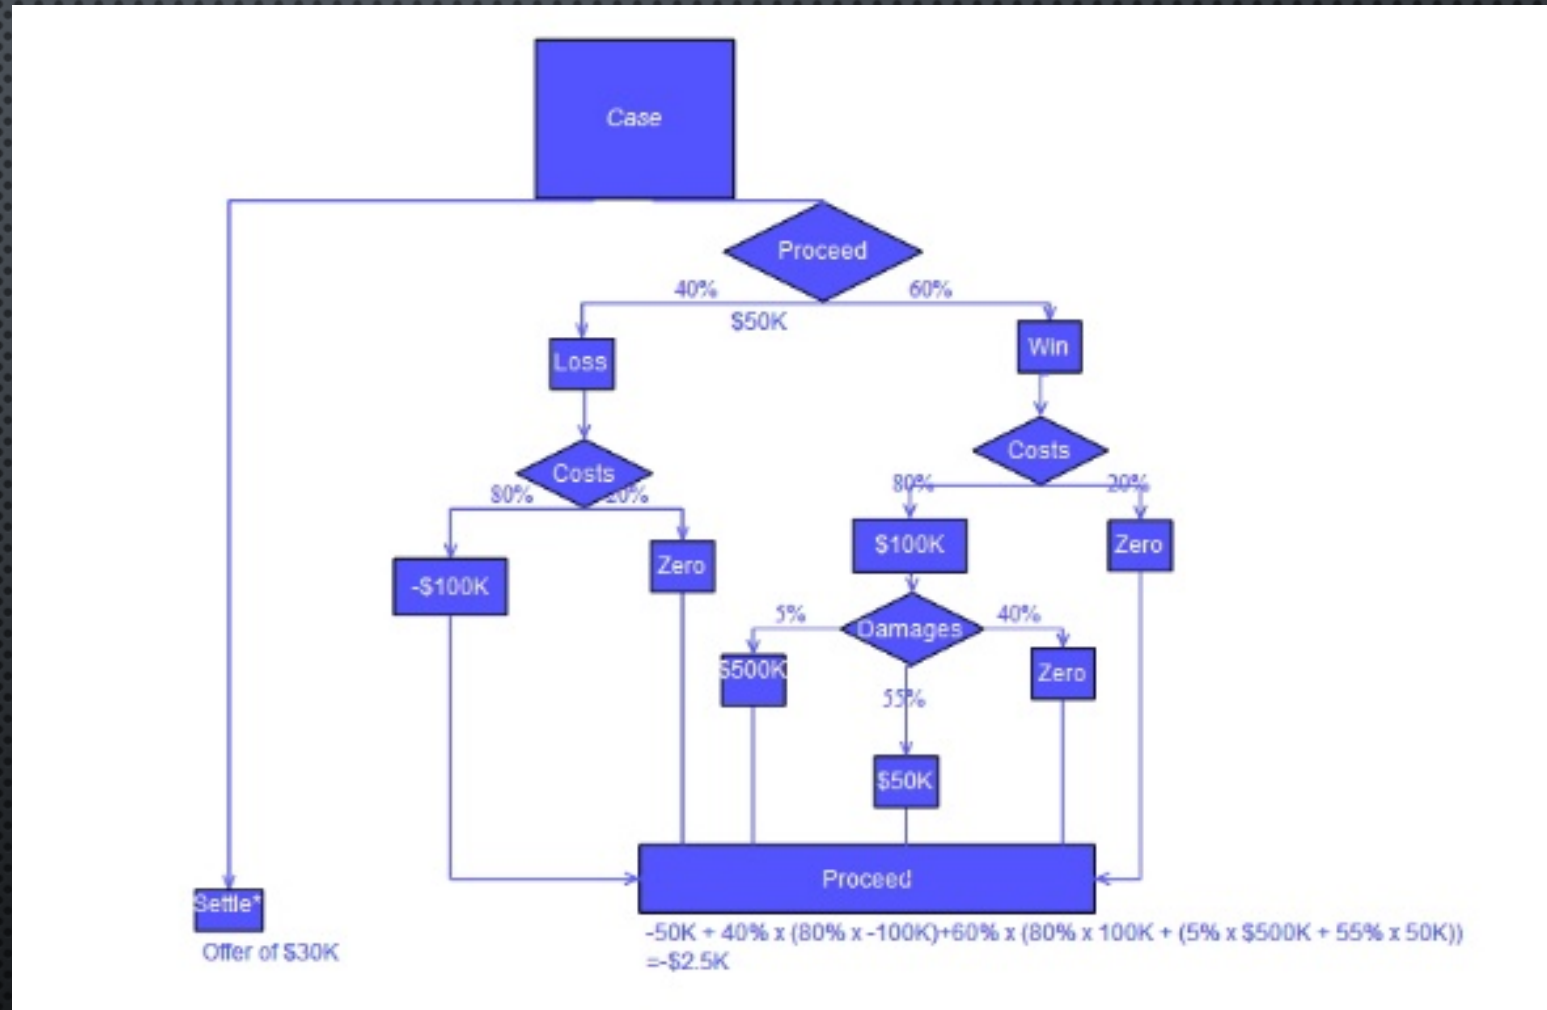 Case
Proceed
40%
60%
$50K
Loss
Win
Costs
Costs
80%
20%
80%
20%
-$100K
Zero
$100K
Zero
Damages
5%
40%
$500K
Zero
55%
$50K
Proceed
Settle*
Offer of $30K
-50K + 40% x (80% x -100K)+60% x (80% x 100K + (5% x $500K + 55% x 50K))
=-$2.5K